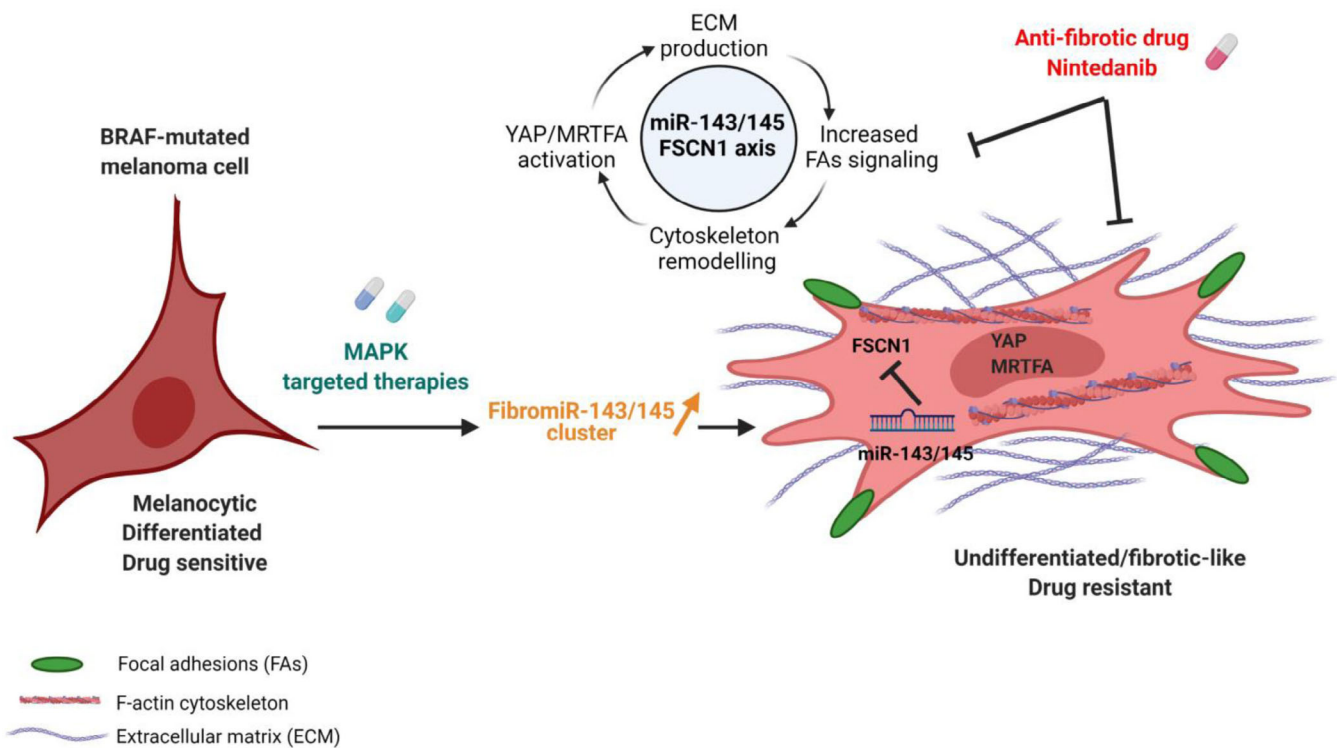 ECM
production
Increased
FAs signaling
Cytoskeleton
remodelling
YAP/MRTFA
activation
miR-143/145
FSCN1 axis
Anti-fibrotic drug
Nintedanib
BRAF-mutated
melanoma cell
Melanocytic
Differentiated
Drug sensitive
MAPK
targeted therapies
FibromiR-143/145
cluster
FSCN1
YAP
MRTFA
miR-143/145
Undifferentiated/fibrotic-like
Drug resistant
Focal adhesions (FAs)
F-actin cytoskeleton
Extracellular matrix (ECM)